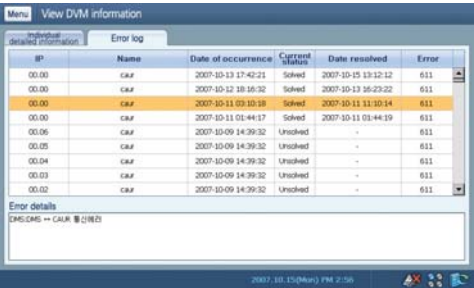 Menu View DVM information
Individual detailed information Error log
IP Name Date of occurrence Current status Date resolved Error
00.00 caur 2007-10-13 17:42:21 Solved 2007-10-15 13:12:12 611
00.00 caur 2007-10-12 18:16:32 Solved 2007-10-13 16:23:22 611
00.00 caur 2007-10-11 03:10:18 Solved 2007-10-11 11:10:14 611
00.00 caur 2007-10-11 01:44:17 Solved 2007-10-11 01:44:19 611
00.06 caur 2007-10-09 14:39:32 Unsolved - 611
00.05 caur 2007-10-09 14:39:32 Unsolved - 611
00.04 caur 2007-10-09 14:39:32 Unsolved - 611
00.03 caur 2007-10-09 14:39:32 Unsolved - 611
00.02 caur 2007-10-09 14:39:32 Unsolved - 611
Error details
DMS:DMS ↔ CAUR 통신에러
2007.10.15(Mon) PM 2:56